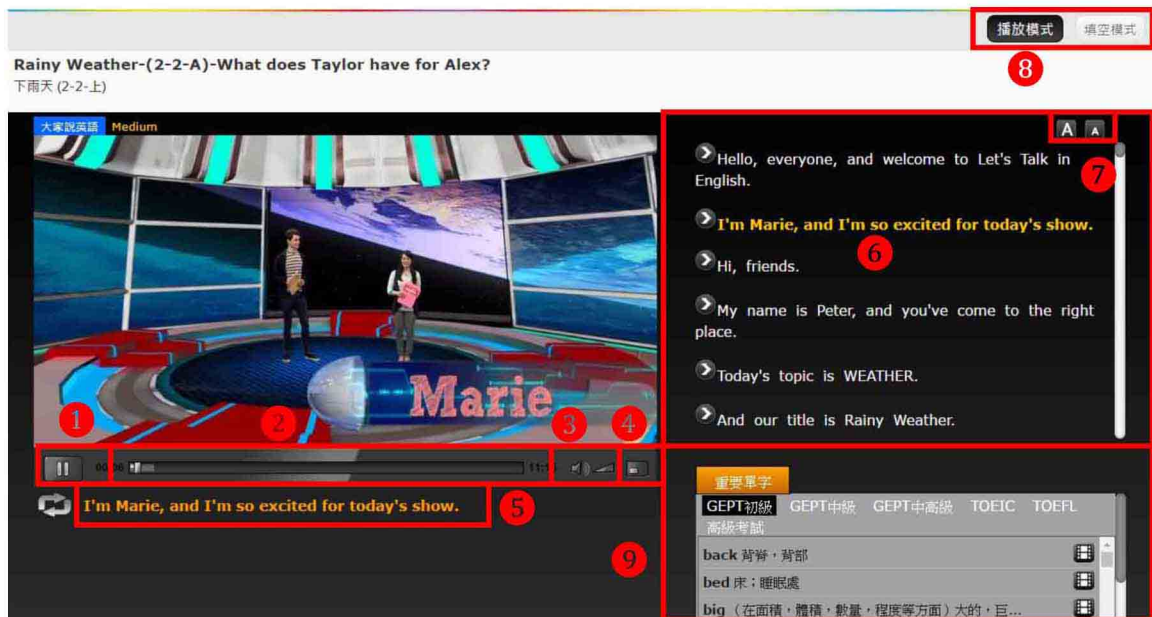 播放模式 填空模式
8
Rainy Weather-(2-2-A)-What does Taylor have for Alex?
下雨天 (2-2-上)
大家說英語 Medium
Marie
1 2 3 4
00:06 11:15
I'm Marie, and I'm so excited for today's show.
5
A A
7
Hello, everyone, and welcome to Let's Talk in
English.
I'm Marie, and I'm so excited for today's show.
6
Hi, friends.
My name is Peter, and you've come to the right
place.
Today's topic is WEATHER.
And our title is Rainy Weather.
9
重要單字
GEPT初級 GEPT中級 GEPT中高級 TOEIC TOEFL
高級考試
back 背脊，背部
bed 床；睡眠處
big （在面積，體積，數量，程度等方面）大的，巨...